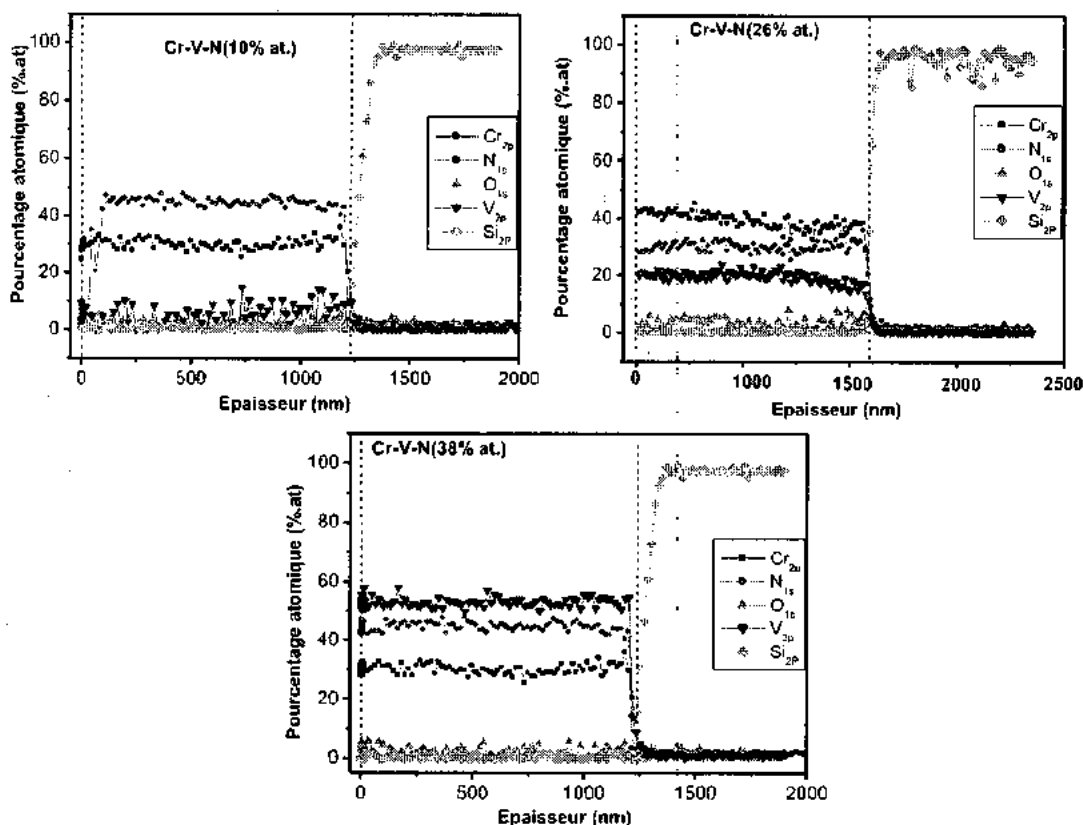 Cr-V-N(10% at.)
Pourcentage atomique (%.at)
100
80
60
40
20
0
Cr2p
N1s
O1s
V2p
Si2P
0
500
1000
1500
2000
Epaisseur (nm)
Cr-V-N(26% at.)
Pourcentage atomique (%.at)
100
80
60
40
20
0
Cr2p
N1s
O1s
V2p
Si2P
0
1000
1500
2000
2500
Epaisseur (nm)
Cr-V-N(38% at.)
Pourcentage atomique (%.at)
100
80
60
40
20
0
Cr2p
N1s
O1s
V2p
Si2P
0
500
1000
1500
2000
Epaisseur (nm)